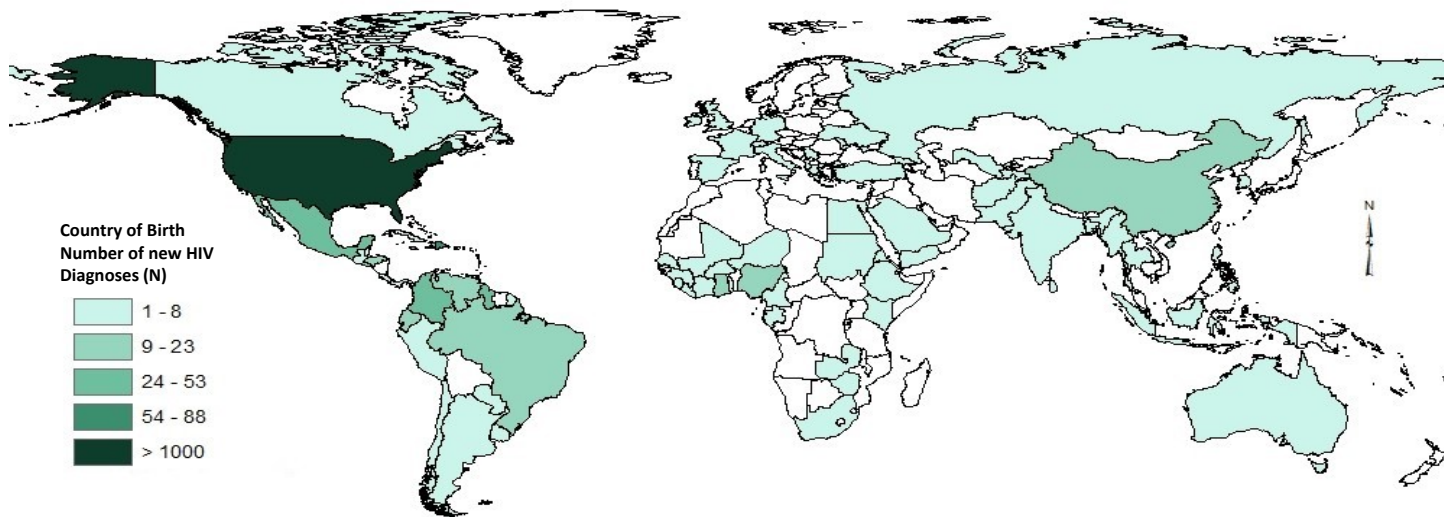 Country of Birth
Number of new HIV
Diagnoses (N)
1 - 8
9 - 23
24 - 53
54 - 88
> 1000
N